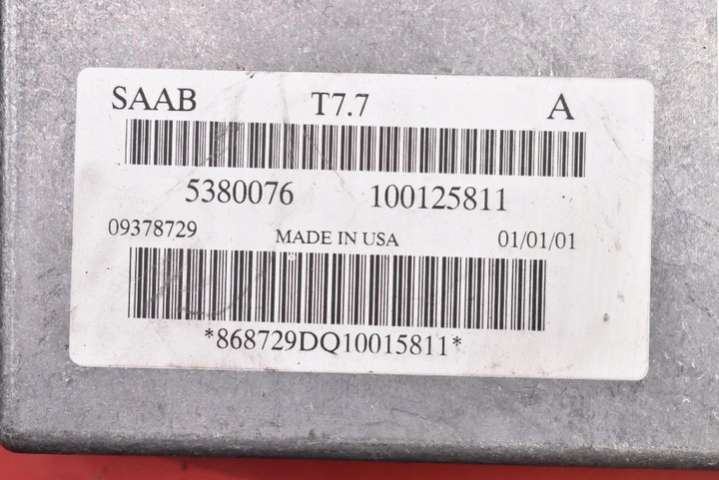 SAAB T7.7 A
5380076 100125811
09378729 MADE IN USA 01/01/01
*868729DQ10015811*